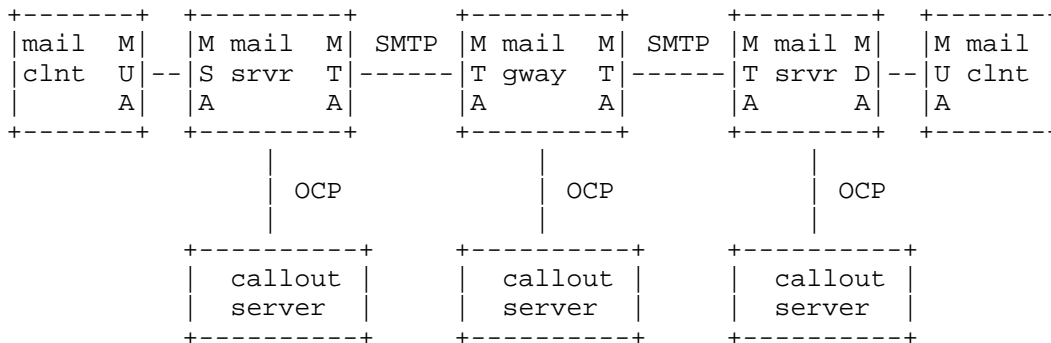 +-------+  +---------+      +---------+      +--------+  +-------
|mail  M|  |M mail  M| SMTP |M mail  M| SMTP |M mail M|  |M mail
|clnt  U|--|S srvr  T|------|T gway  T|------|T srvr D|--|U clnt
|      A|  |A       A|      |A       A|      |A      A|  |A
+-------+  +---------+      +---------+      +--------+  +-------
                |                |                |
                | OCP            | OCP            | OCP
                |                |                |
           +----------+     +----------+     +----------+
           |  callout |     |  callout |     |  callout |
           |  server  |     |  server  |     |  server  |
           +----------+     +----------+     +----------+